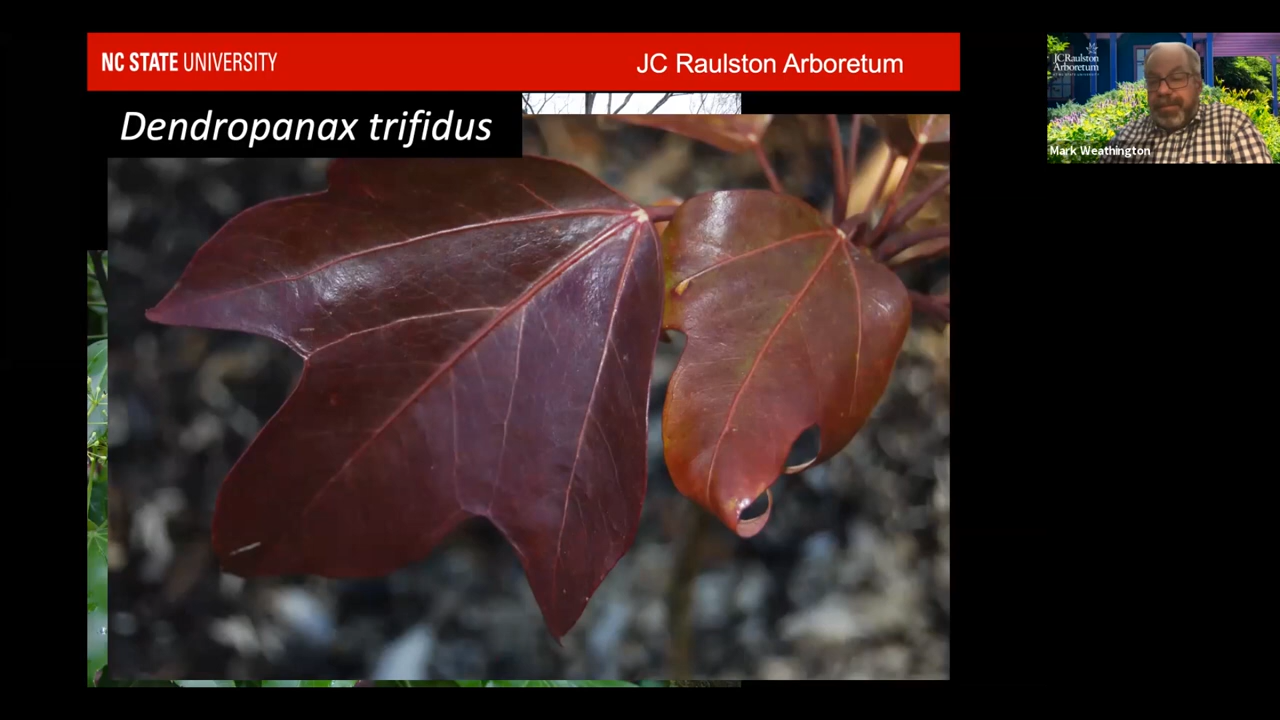 NC STATE UNIVERSITY
JC Raulston Arboretum
Dendropanax trifidus
JC Raulston
Arboretum
Mark Weathington